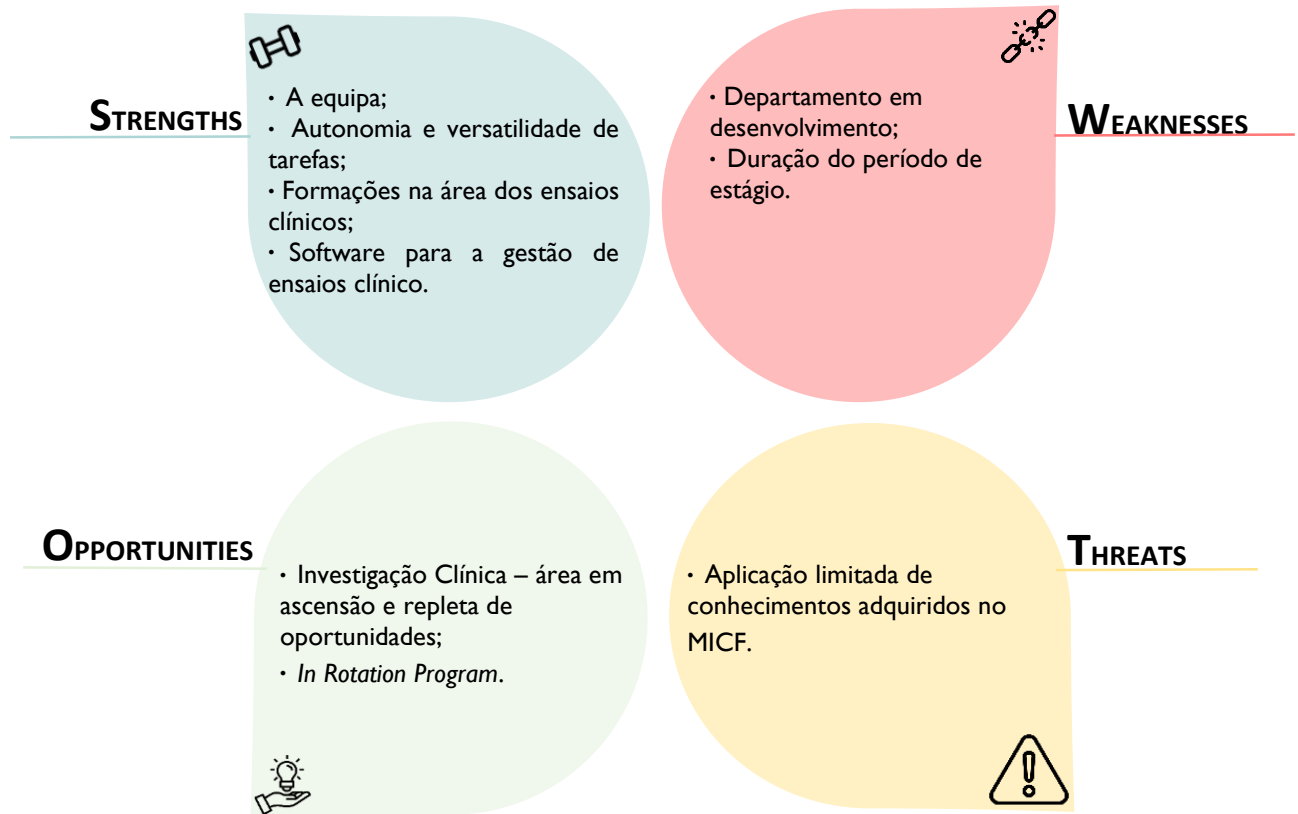 STRENGTHS
· A equipa;
· Autonomia e versatilidade de
tarefas;
· Formações na área dos ensaios
clínicos;
· Software para a gestão de
ensaios clínico.
WEAKNESSES
· Departamento em
desenvolvimento;
· Duração do período de
estágio.
OPPORTUNITIES
· Investigação Clínica – área em
ascensão e repleta de
oportunidades;
· In Rotation Program.
THREATS
· Aplicação limitada de
conhecimentos adquiridos no
MICF.